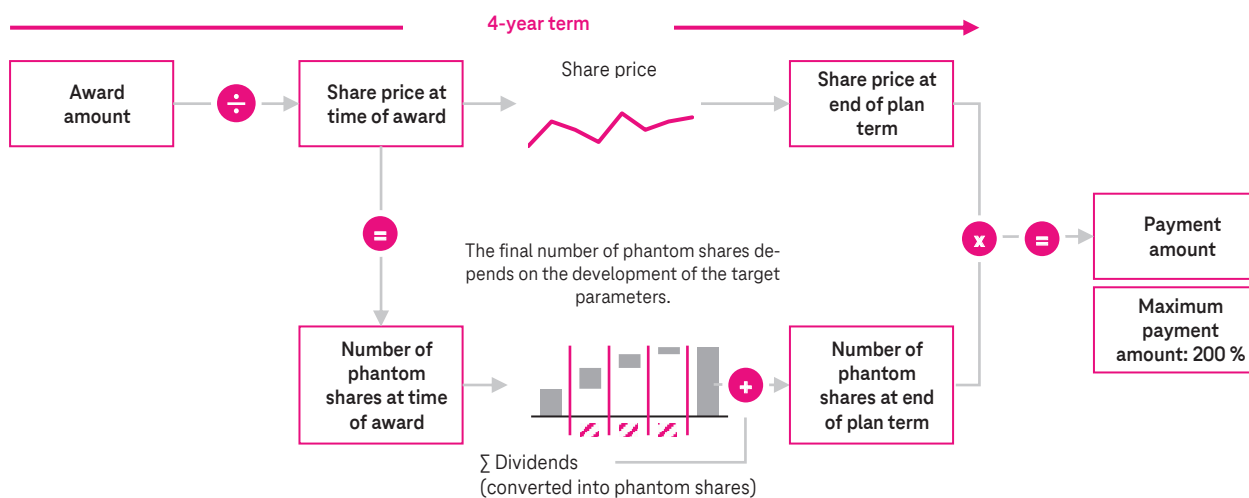 4-year term
Award
amount
÷
Share price at
time of award
Share price
Share price at
end of plan
term
=
The final number of phantom shares de-
pends on the development of the target
parameters.
x
=
Payment
amount
Maximum
payment
amount: 200 %
Number of
phantom
shares at time
of award
+
Number of
phantom
shares at end
of plan term
∑ Dividends
(converted into phantom shares)